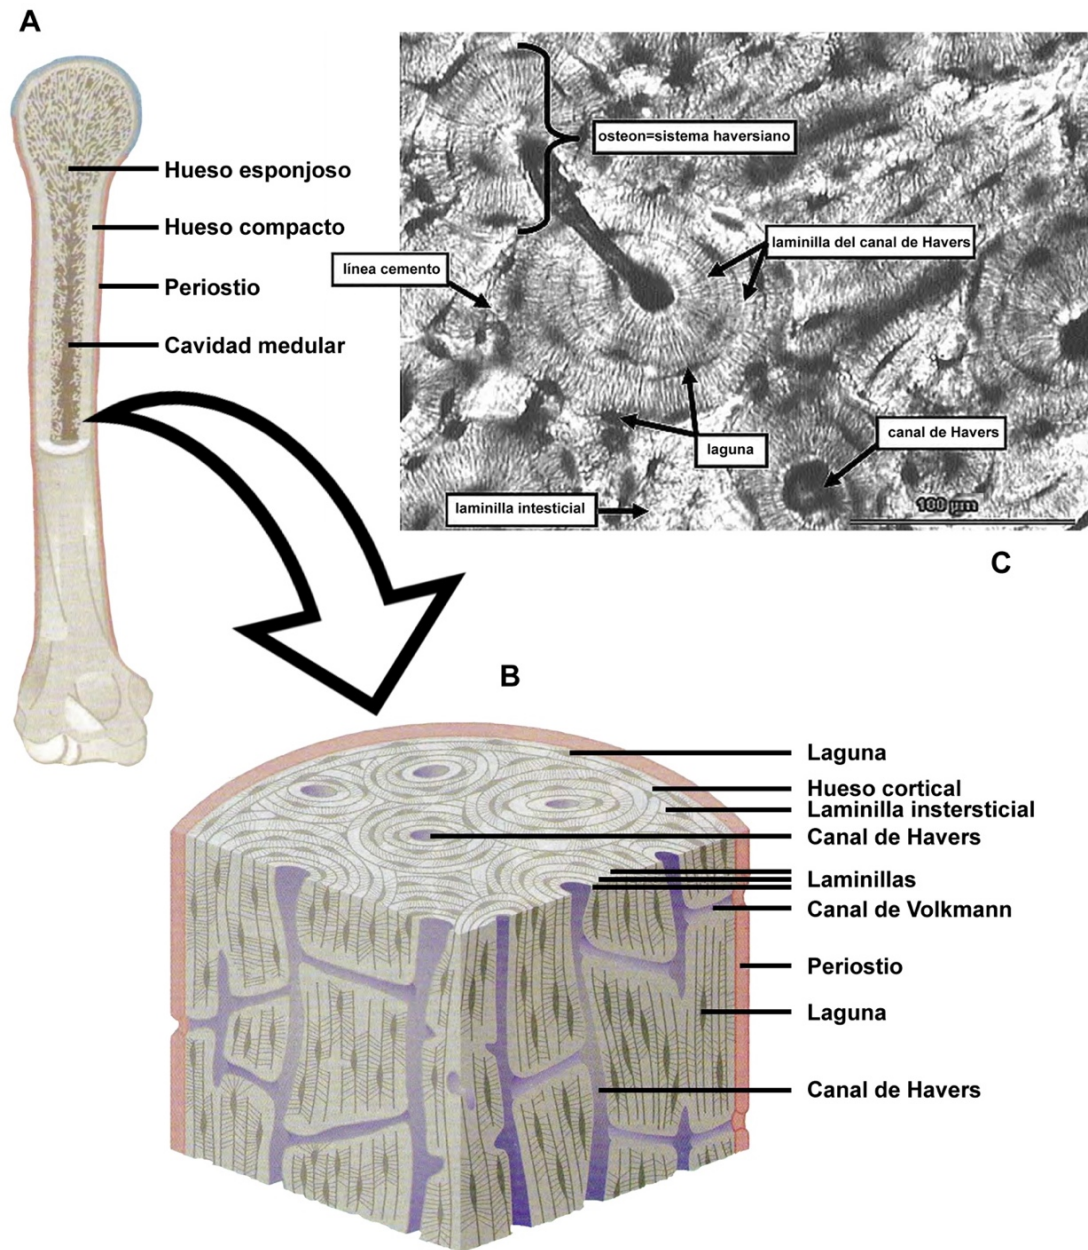 A
Hueso esponjoso
Hueso compacto
Periostio
Cavidad medular
osteon=sistema haversiano
laminilla del canal de Havers
línea cemento
canal de Havers
laguna
laminilla intesticial
100 µm
C
B
Laguna
Hueso cortical
Laminilla instersticial
Canal de Havers
Laminillas
Canal de Volkmann
Periostio
Laguna
Canal de Havers